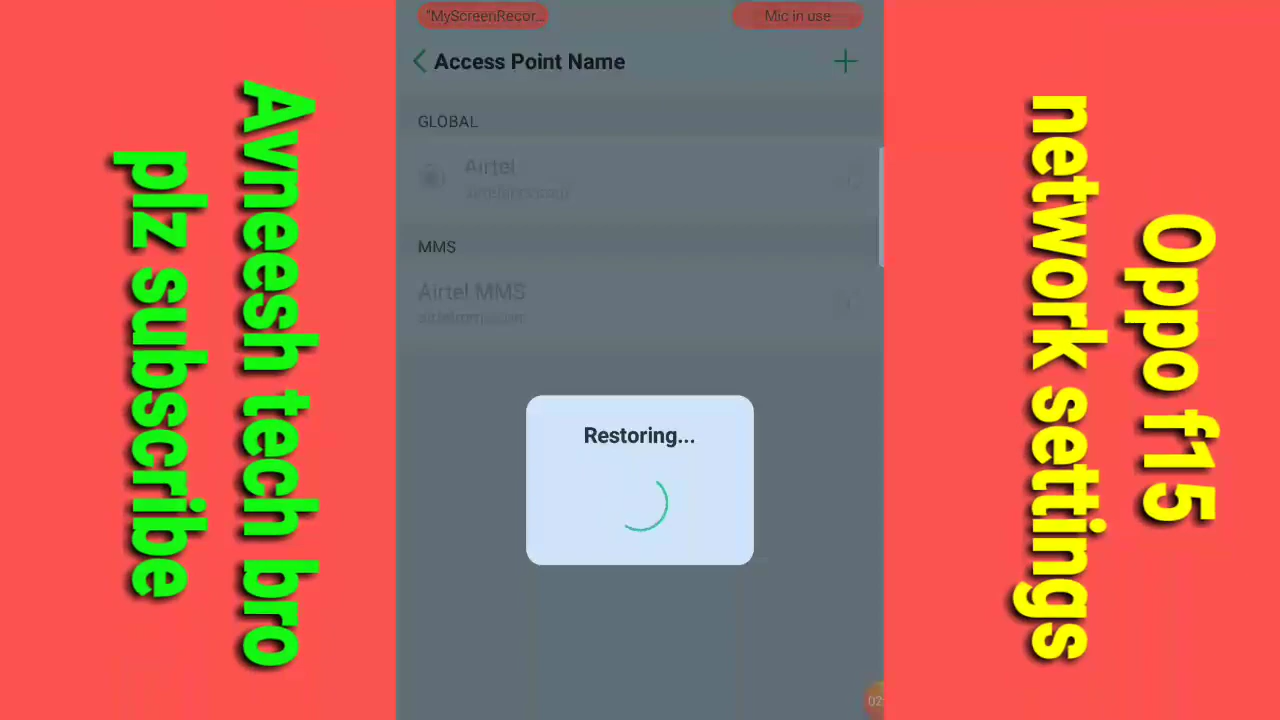 Avneesh tech bro
plz subscribe
"MyScreenRecor...
Mic in use
Access Point Name
GLOBAL
Airtel
MMS
Airtel MMS
Restoring...
02
Oppo f15
network settings